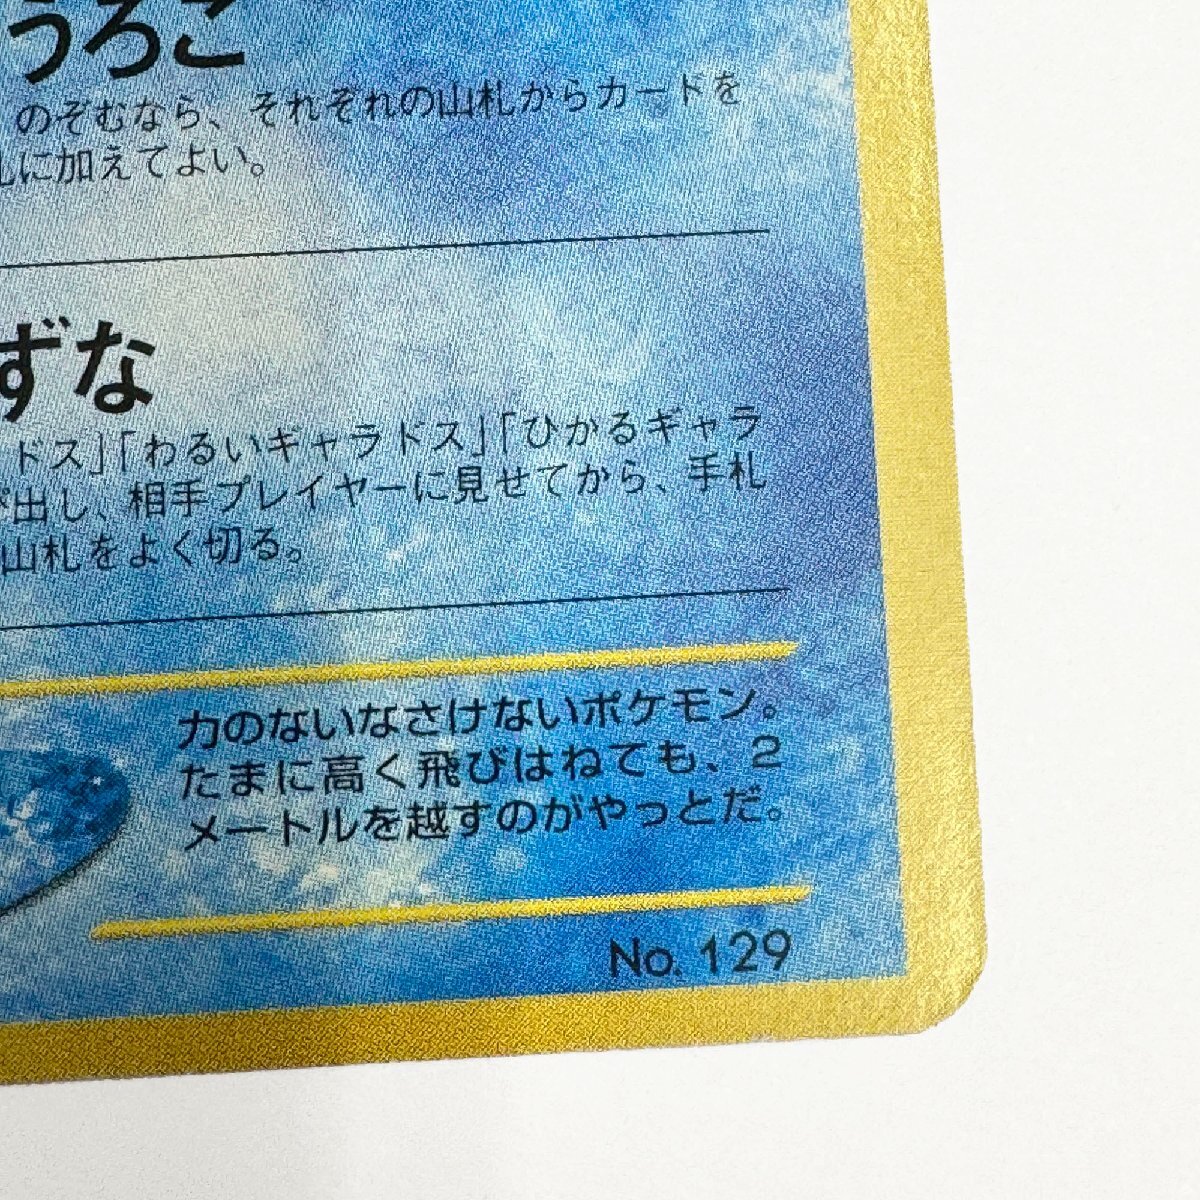 うろこ
のぞむなら、それぞれの山札からカードを
札に加えてよい。
ずな
ドス」「わるいギャラドス」「ひかるギャラ
び出し、相手プレイヤーに見せてから、手札
山札をよく切る。
力のないなさけないポケモン。
たまに高く飛びはねても、2
メートルを越すのがやっとだ。
No. 129